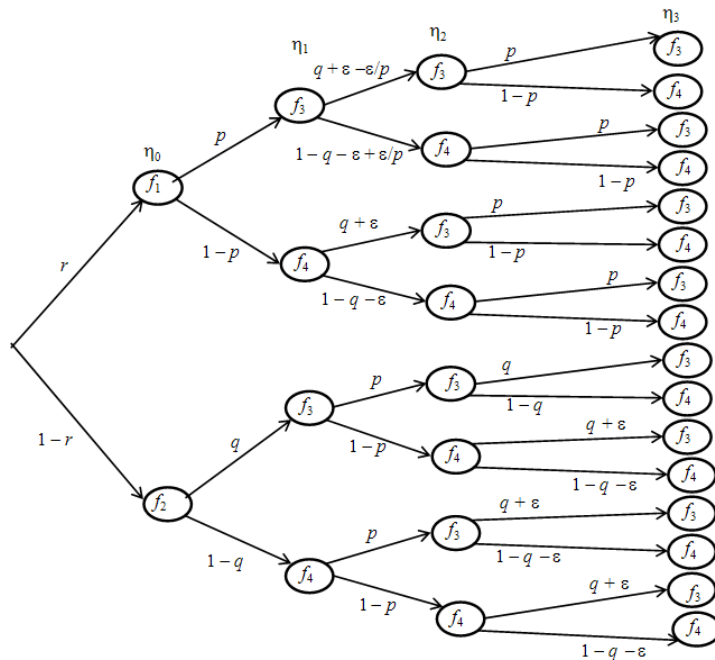 η3
η2
p
f3
η1
q + ε –ε/p
f3
1– p
f3
f4
p
f3
η0
p
1– q – ε + ε/p
f4
1– p
f4
f1
p
f3
q + ε
f3
r
1– p
1– p
f4
f4
p
f3
1– q –ε
f4
1– p
f4
q
f3
p
f3
f3
1– q
f4
1– r
q
1– p
q + ε
f3
f4
1– q –ε
f4
f2
q + ε
f3
p
f3
1– q
1– q –ε
f4
f4
q + ε
f3
1– p
f4
f4
1– q –ε